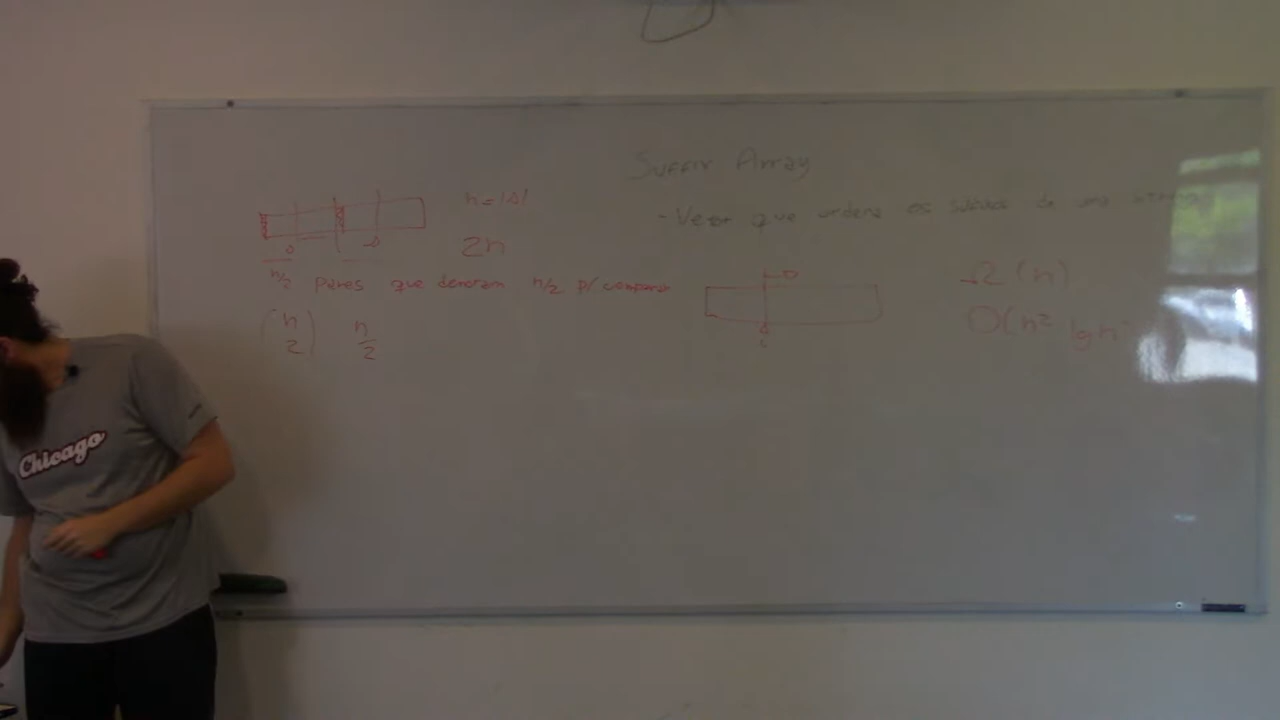 Suffix Array
- Vetor que ordena os sufixos de uma string
n = |Δ|
2n
n/2 pares que demoram n/2 p/ comparar
(n 2) n/2
Ω(n)
O(n² lg n)
Chicago